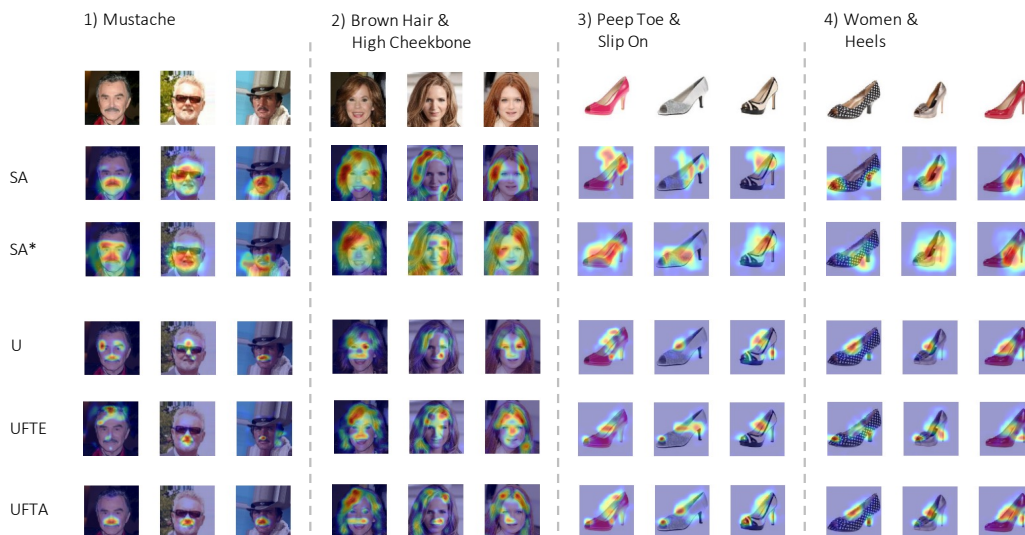 1) Mustache
2) Brown Hair &
High Cheekbone
3) Peep Toe &
Slip On
4) Women &
Heels
SA
SA*
U
UFTE
UFTA